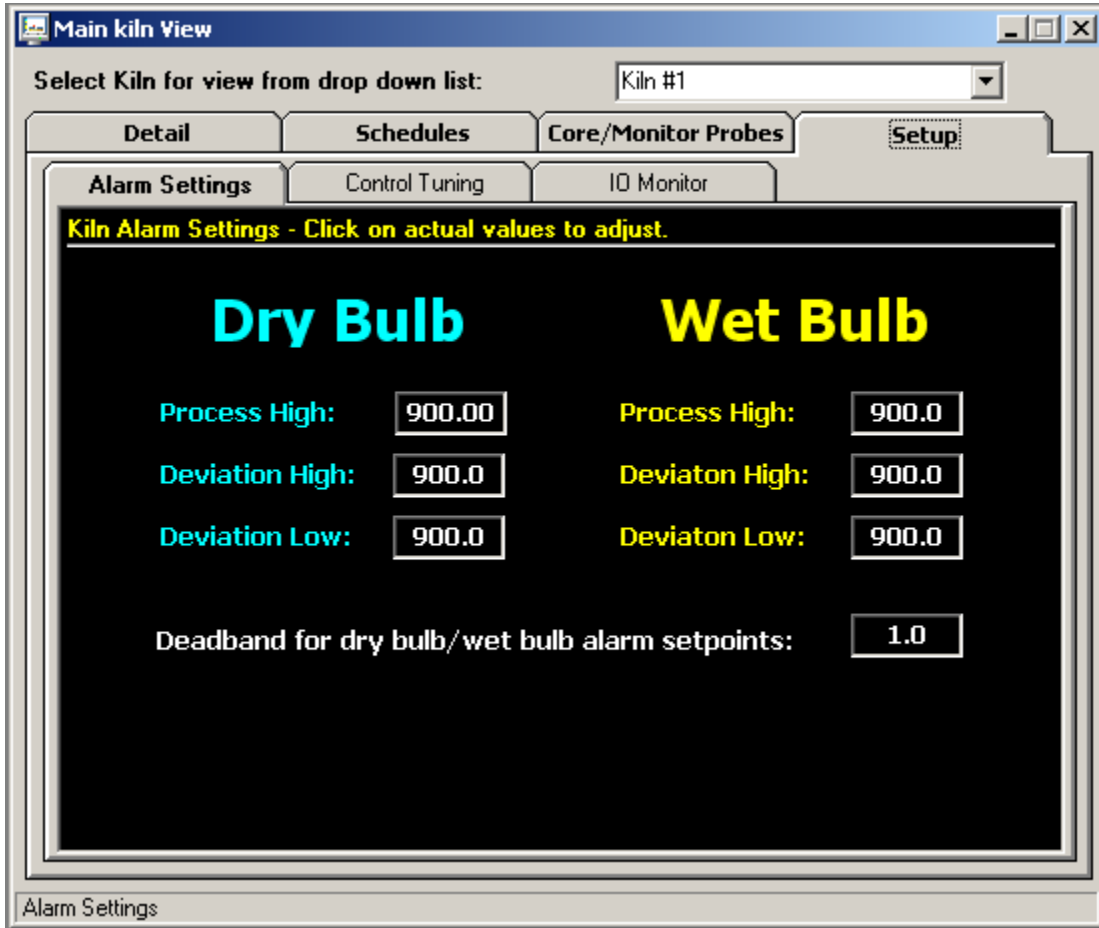 Main kiln View
Select Kiln for view from drop down list: Kiln #1
Detail Schedules Core/Monitor Probes Setup
Alarm Settings Control Tuning IO Monitor
Kiln Alarm Settings - Click on actual values to adjust.
Dry Bulb Wet Bulb
Process High: 900.00 Process High: 900.0
Deviation High: 900.0 Deviaton High: 900.0
Deviation Low: 900.0 Deviaton Low: 900.0
Deadband for dry bulb/wet bulb alarm setpoints: 1.0
Alarm Settings